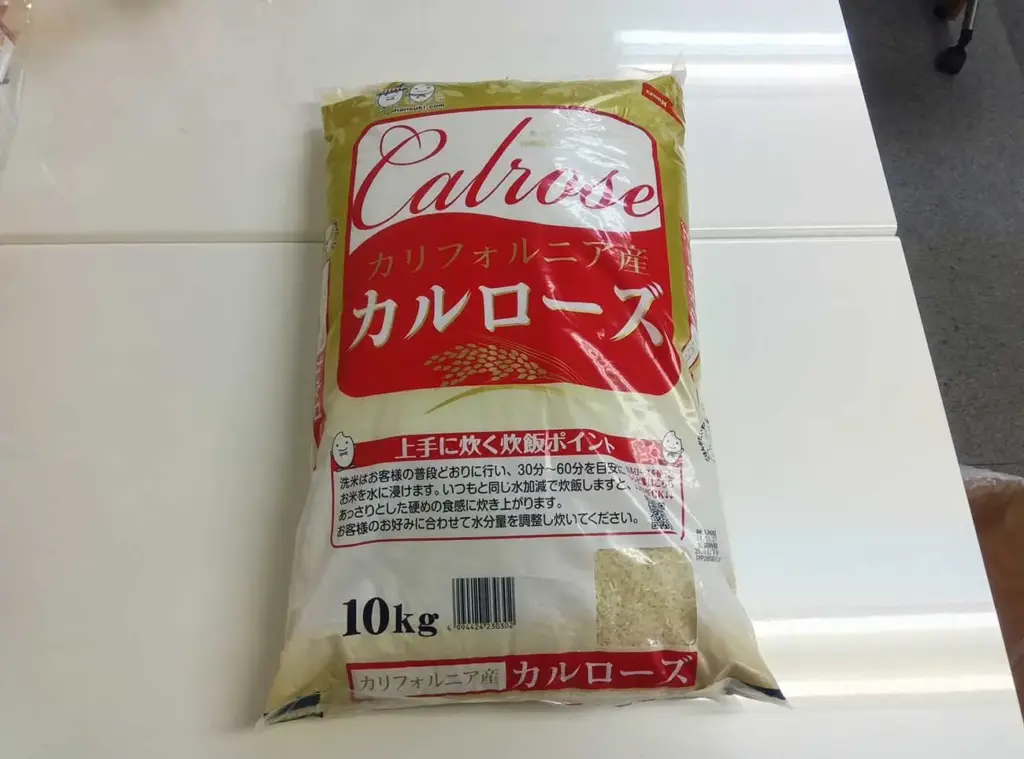 Calrose
カリフォルニア産
カルローズ
上手に炊く炊飯ポイント
洗米はお客様の普段どおりに行い、30分～60分を目安に
お米を水に浸けます。いつもと同じ水加減で炊飯しますと、
あっさりとした硬めの食感に炊き上がります。
お客様のお好みに合わせて水分量を調整し炊いてください。
10kg
4 994424 230302
カリフォルニア産 カルローズ